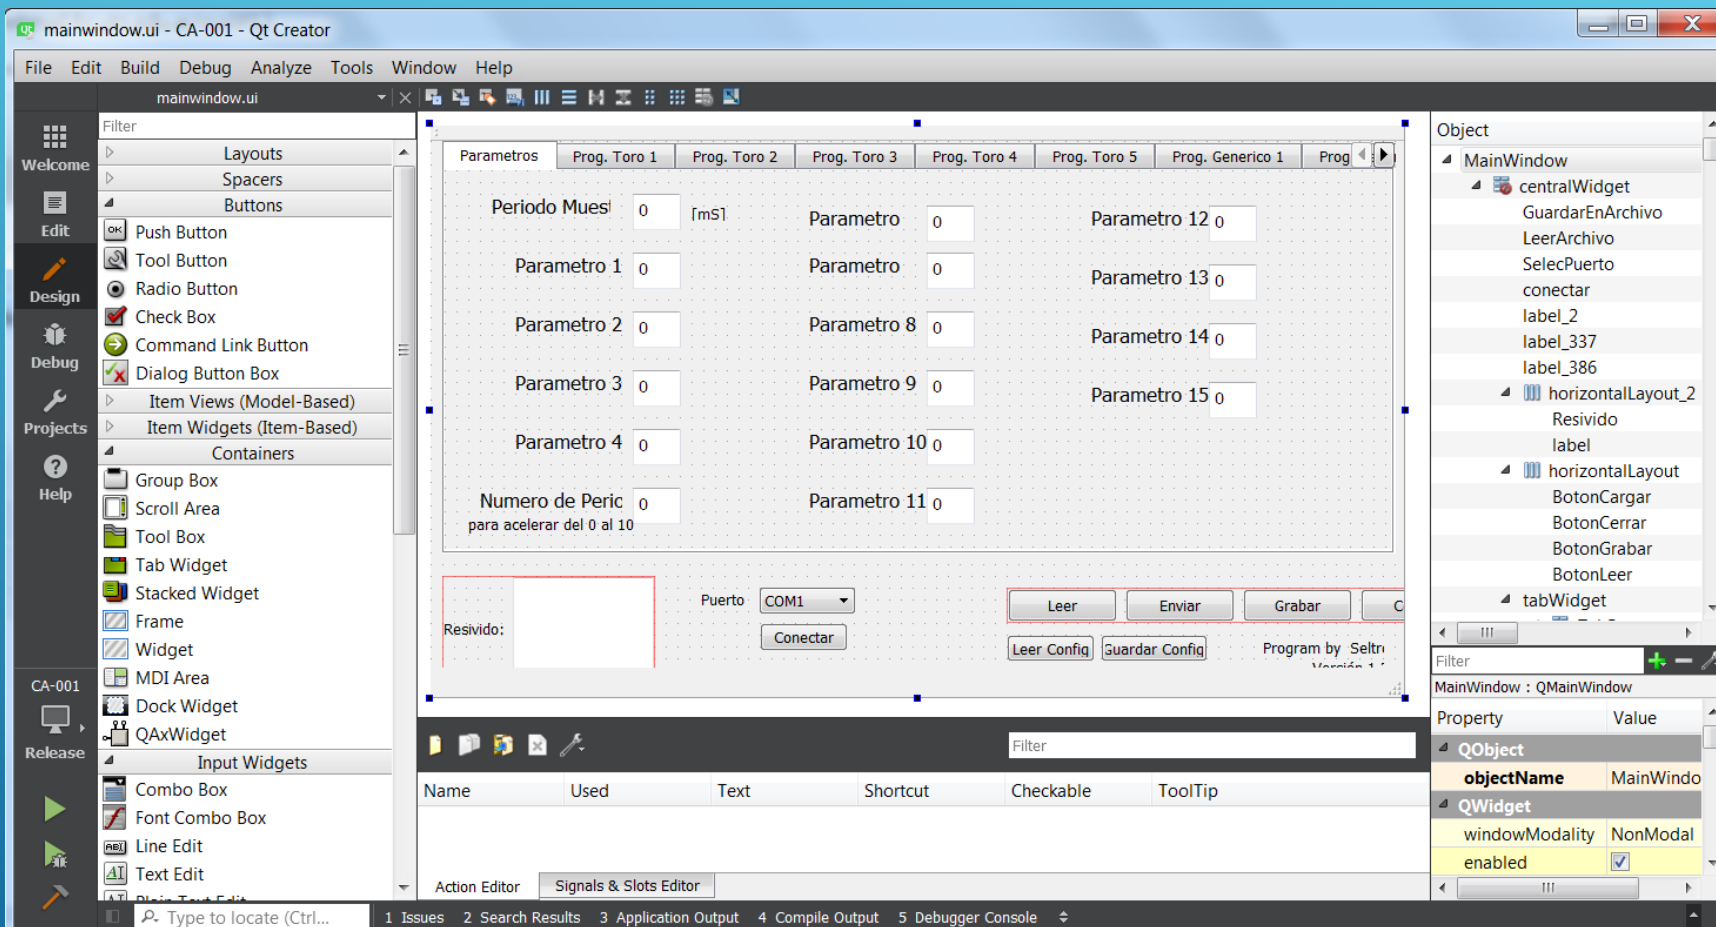 mainwindow.ui - CA-001 - Qt Creator
File Edit Build Debug Analyze Tools Window Help
mainwindow.ui
Welcome
Edit
Design
Debug
Projects
Help
CA-001
Release
Filter
Layouts
Spacers
Buttons
Push Button
Tool Button
Radio Button
Check Box
Command Link Button
Dialog Button Box
Item Views (Model-Based)
Item Widgets (Item-Based)
Containers
Group Box
Scroll Area
Tool Box
Tab Widget
Stacked Widget
Frame
Widget
MDI Area
Dock Widget
QAxWidget
Input Widgets
Combo Box
Font Combo Box
Line Edit
Text Edit
Parametros Prog. Toro 1 Prog. Toro 2 Prog. Toro 3 Prog. Toro 4 Prog. Toro 5 Prog. Generico 1 Prog
Periodo Mues 0 [mS] Parametro 0 Parametro 12 0
Parametro 1 0 Parametro 0 Parametro 13 0
Parametro 2 0 Parametro 8 0 Parametro 14 0
Parametro 3 0 Parametro 9 0 Parametro 15 0
Parametro 4 0 Parametro 10 0
Numero de Peri 0 Parametro 11 0
para acelerar del 0 al 10
Resivido:
Puerto COM1
Conectar
Leer Enviar Grabar C
Leer Config Guardar Config Program by Seltr
Versión 1
Filter
Name Used Text Shortcut Checkable ToolTip
Action Editor Signals & Slots Editor
Object
MainWindow
centralWidget
GuardarEnArchivo
LeerArchivo
SelecPuerto
conectar
label_2
label_337
label_386
horizontalLayout_2
Resivido
label
horizontalLayout
BotonCargar
BotonCerrar
BotonGrabar
BotonLeer
tabWidget
Filter
MainWindow : QMainWindow
Property Value
QObject
objectName MainWindo
QWidget
windowModality NonModal
enabled
Type to locate (Ctrl... 1 Issues 2 Search Results 3 Application Output 4 Compile Output 5 Debugger Console